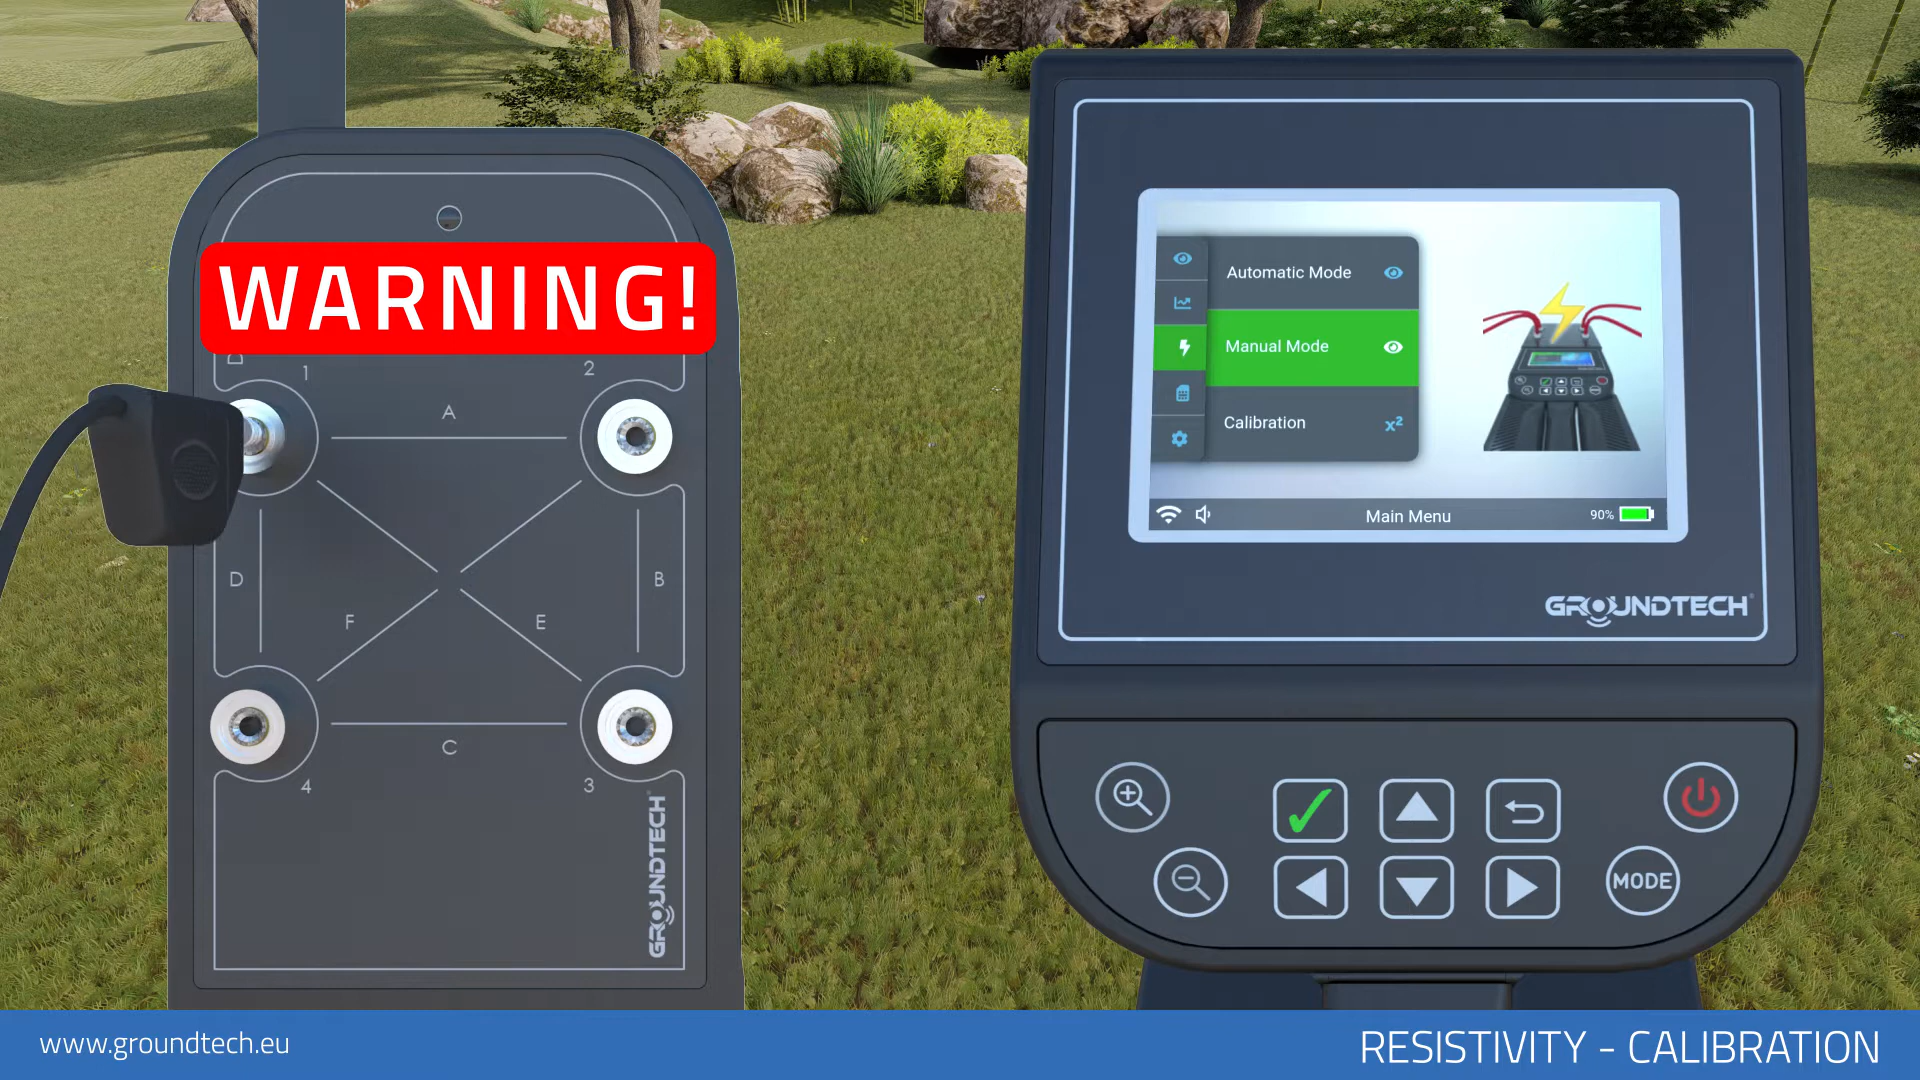 WARNING!
D
1
2
A
D
B
F
E
C
4
3
GROUNDTECH
Automatic Mode
Manual Mode
Calibration x²
Main Menu
90%
GROUNDTECH
MODE
www.groundtech.eu
RESISTIVITY - CALIBRATION